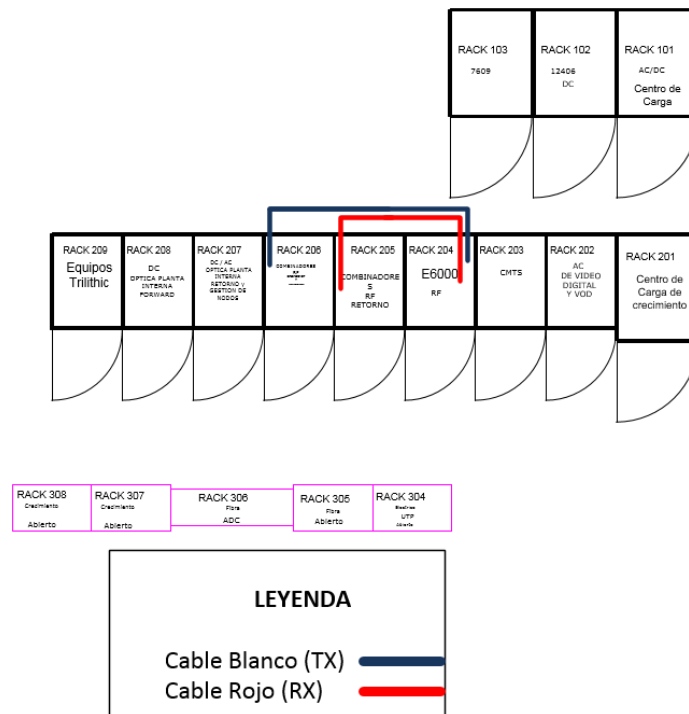 RACK 103
7609
RACK 102
12406
DC
RACK 101
AC/DC
Centro de
Carga
RACK 209
Equipos
Trilithic
RACK 208
DC
OPTICA PLANTA
INTERNA
FORWARD
RACK 207
DC / AC
OPTICA PLANTA
INTERNA
RETORNO Y
GESTION DE
NODOS
RACK 206
COMBINADORES
RF
RACK 205
COMBINADORE
S
RF
RETORNO
RACK 204
E6000
RF
RACK 203
CMTS
RACK 202
AC
DE VIDEO
DIGITAL
Y VOD
RACK 201
Centro de
Carga de
crecimiento
RACK 308
Crecimiento
Abierto
RACK 307
Crecimiento
Abierto
RACK 306
Fibra
ADC
RACK 305
Fibra
Abierto
RACK 304
UTP
Abierto
LEYENDA
Cable Blanco (TX)
Cable Rojo (RX)